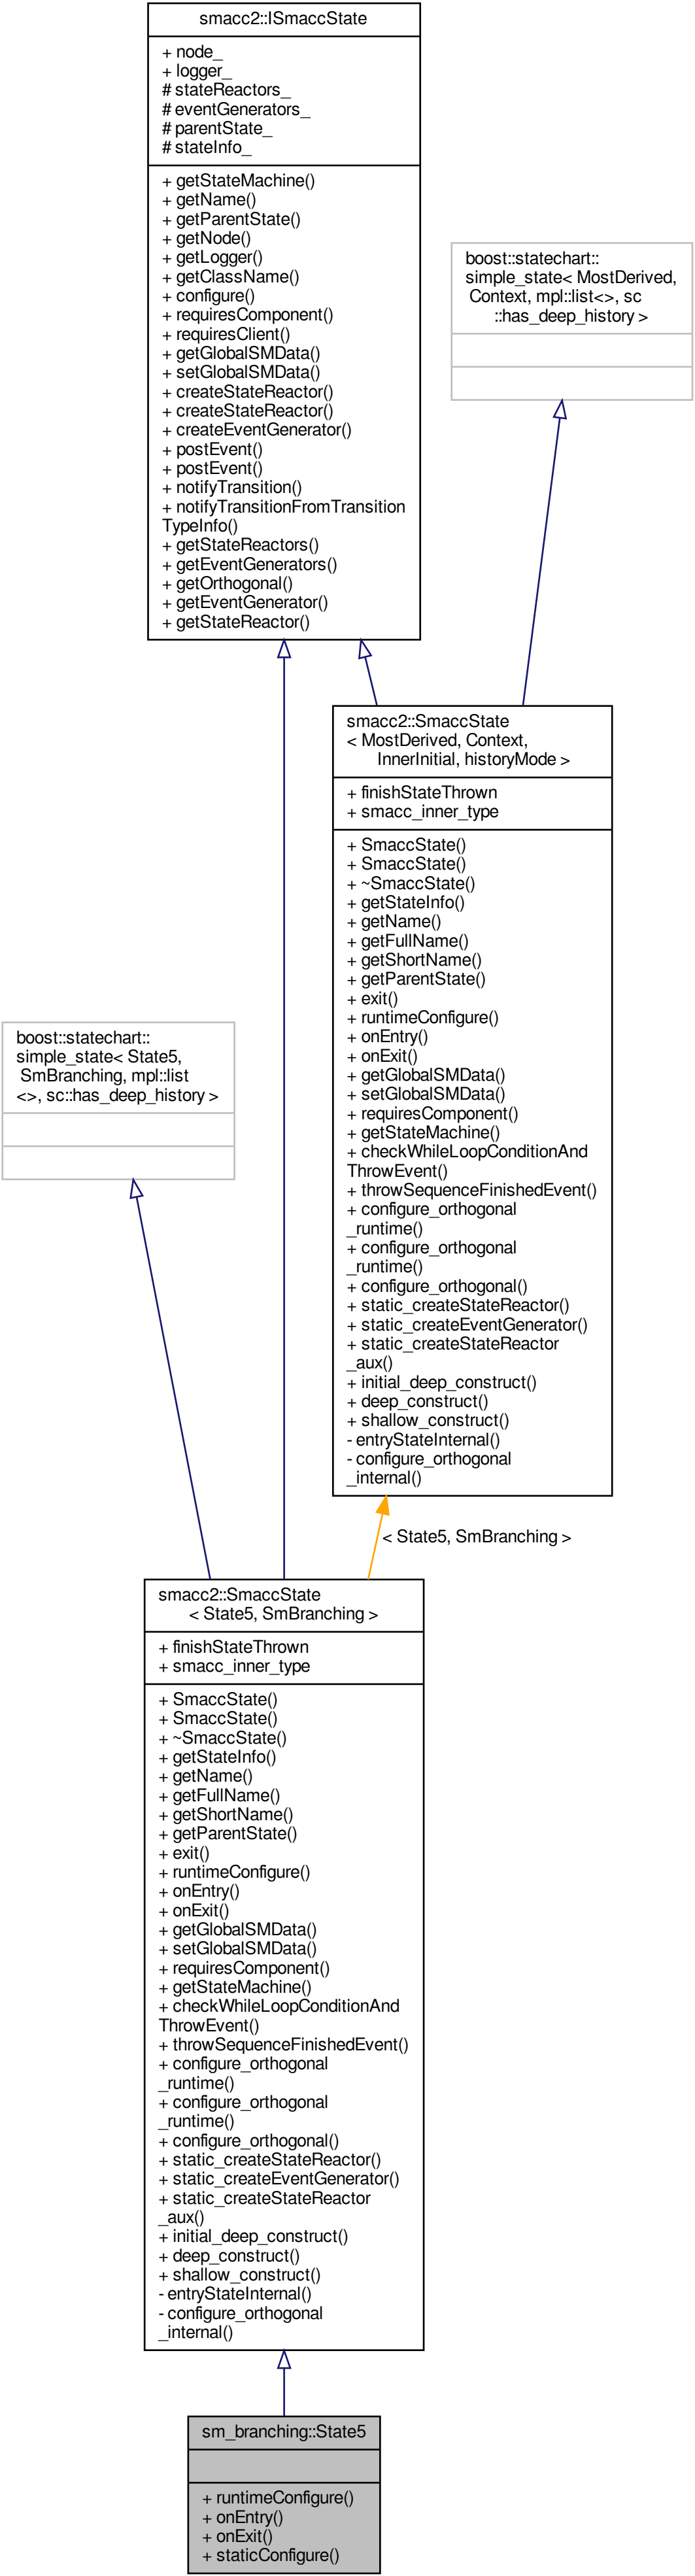 smacc2::ISmaccState
+ node_
+ logger_
# stateReactors_
# eventGenerators_
# parentState_
# stateInfo_
+ getStateMachine()
+ getName()
+ getParentState()
+ getNode()
+ getLogger()
+ getClassName()
+ configure()
+ requiresComponent()
+ requiresClient()
+ getGlobalSMData()
+ setGlobalSMData()
+ createStateReactor()
+ createStateReactor()
+ createEventGenerator()
+ postEvent()
+ postEvent()
+ notifyTransition()
+ notifyTransitionFromTransition
TypeInfo()
+ getStateReactors()
+ getEventGenerators()
+ getOrthogonal()
+ getEventGenerator()
+ getStateReactor()
boost::statechart::
simple_state< MostDerived,
Context, mpl::list<>, sc
::has_deep_history >
smacc2::SmaccState
< MostDerived, Context,
InnerInitial, historyMode >
+ finishStateThrown
+ smacc_inner_type
+ SmaccState()
+ SmaccState()
+ ~SmaccState()
+ getStateInfo()
+ getName()
+ getFullName()
+ getShortName()
+ getParentState()
+ exit()
+ runtimeConfigure()
+ onEntry()
+ onExit()
+ getGlobalSMData()
+ setGlobalSMData()
+ requiresComponent()
+ getStateMachine()
+ checkWhileLoopConditionAnd
ThrowEvent()
+ throwSequenceFinishedEvent()
+ configure_orthogonal
_runtime()
+ configure_orthogonal
_runtime()
+ configure_orthogonal()
+ static_createStateReactor()
+ static_createEventGenerator()
+ static_createStateReactor
_aux()
+ initial_deep_construct()
+ deep_construct()
+ shallow_construct()
- entryStateInternal()
- configure_orthogonal
_internal()
boost::statechart::
simple_state< State5,
SmBranching, mpl::list
<>, sc::has_deep_history >
< State5, SmBranching >
smacc2::SmaccState
< State5, SmBranching >
+ finishStateThrown
+ smacc_inner_type
+ SmaccState()
+ SmaccState()
+ ~SmaccState()
+ getStateInfo()
+ getName()
+ getFullName()
+ getShortName()
+ getParentState()
+ exit()
+ runtimeConfigure()
+ onEntry()
+ onExit()
+ getGlobalSMData()
+ setGlobalSMData()
+ requiresComponent()
+ getStateMachine()
+ checkWhileLoopConditionAnd
ThrowEvent()
+ throwSequenceFinishedEvent()
+ configure_orthogonal
_runtime()
+ configure_orthogonal
_runtime()
+ configure_orthogonal()
+ static_createStateReactor()
+ static_createEventGenerator()
+ static_createStateReactor
_aux()
+ initial_deep_construct()
+ deep_construct()
+ shallow_construct()
- entryStateInternal()
- configure_orthogonal
_internal()
sm_branching::State5
+ runtimeConfigure()
+ onEntry()
+ onExit()
+ staticConfigure()